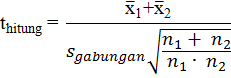 t_hitung = (x̄₁+x̄₂) / (s_gabungan √((n₁ + n₂) / (n₁ · n₂)))